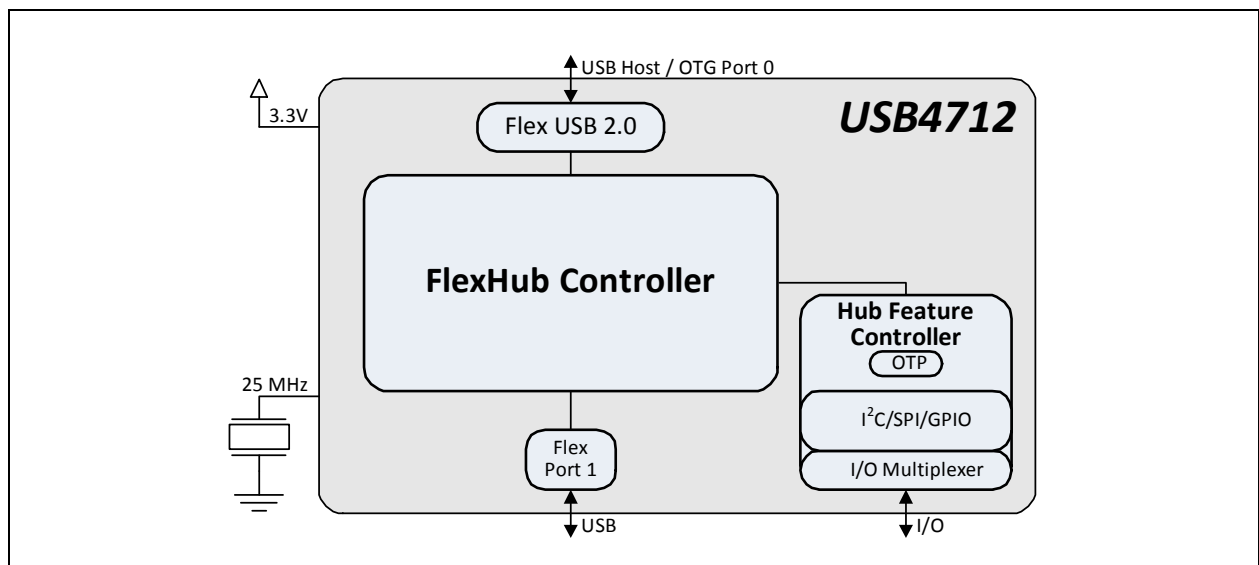 USB Host / OTG Port 0
3.3V
Flex USB 2.0
USB4712
FlexHub Controller
Hub Feature
Controller
OTP
25 MHz
I²C/SPI/GPIO
Flex
Port 1
I/O Multiplexer
USB
I/O